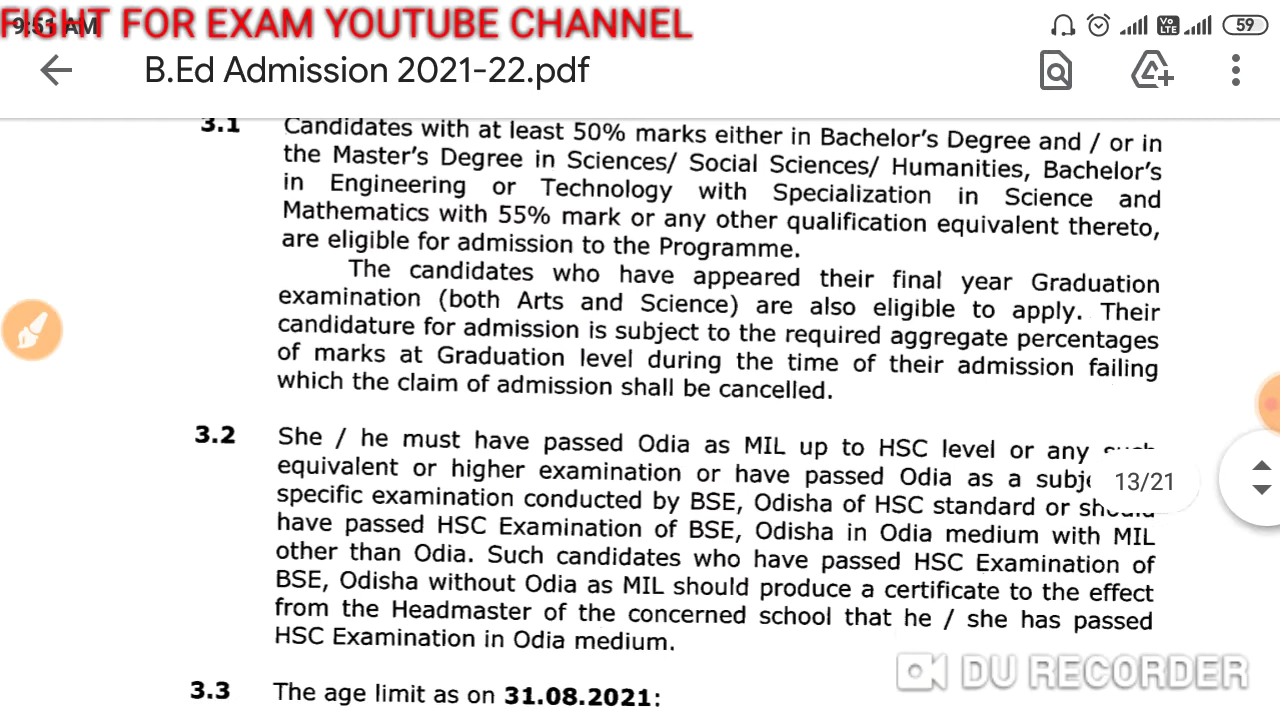 FIGHT FOR EXAM YOUTUBE CHANNEL
9:51 AM
Vo LTE
59
B.Ed Admission 2021-22.pdf
3.1 Candidates with at least 50% marks either in Bachelor's Degree and / or in
the Master's Degree in Sciences/ Social Sciences/ Humanities, Bachelor's
in Engineering or Technology with Specialization in Science and
Mathematics with 55% mark or any other qualification equivalent thereto,
are eligible for admission to the Programme.
The candidates who have appeared their final year Graduation
examination (both Arts and Science) are also eligible to apply. Their
candidature for admission is subject to the required aggregate percentages
of marks at Graduation level during the time of their admission failing
which the claim of admission shall be cancelled.
3.2 She / he must have passed Odia as MIL up to HSC level or any such
equivalent or higher examination or have passed Odia as a subje
13/21
specific examination conducted by BSE, Odisha of HSC standard or should
have passed HSC Examination of BSE, Odisha in Odia medium with MIL
other than Odia. Such candidates who have passed HSC Examination of
BSE, Odisha without Odia as MIL should produce a certificate to the effect
from the Headmaster of the concerned school that he / she has passed
HSC Examination in Odia medium.
3.3 The age limit as on 31.08.2021:
DU RECORDER